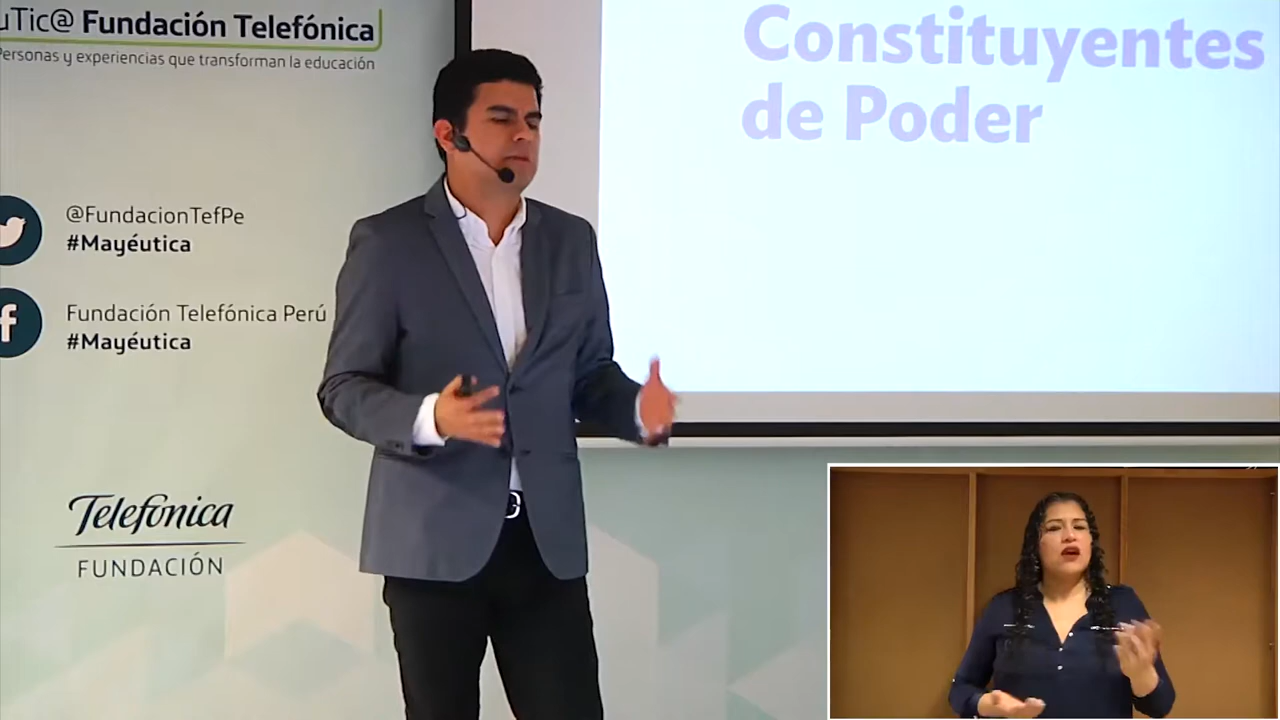 Fundación Telefónica
Personas y experiencias que transforman la educación
@FundacionTefPe
#Mayéutica
Fundación Telefónica Perú
#Mayéutica
Telefónica
FUNDACIÓN
Constituyentes
de Poder